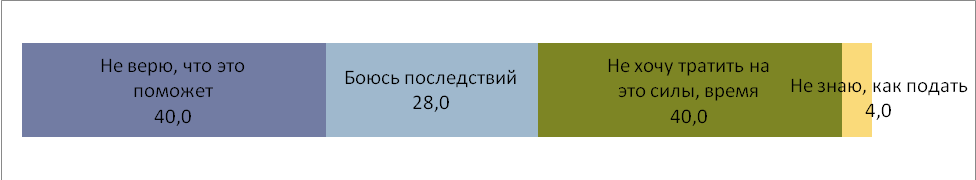 Не верю, что это
поможет
40,0
Боюсь последствий
28,0
Не хочу тратить на
это силы, время
40,0
Не знаю, как подать
4,0